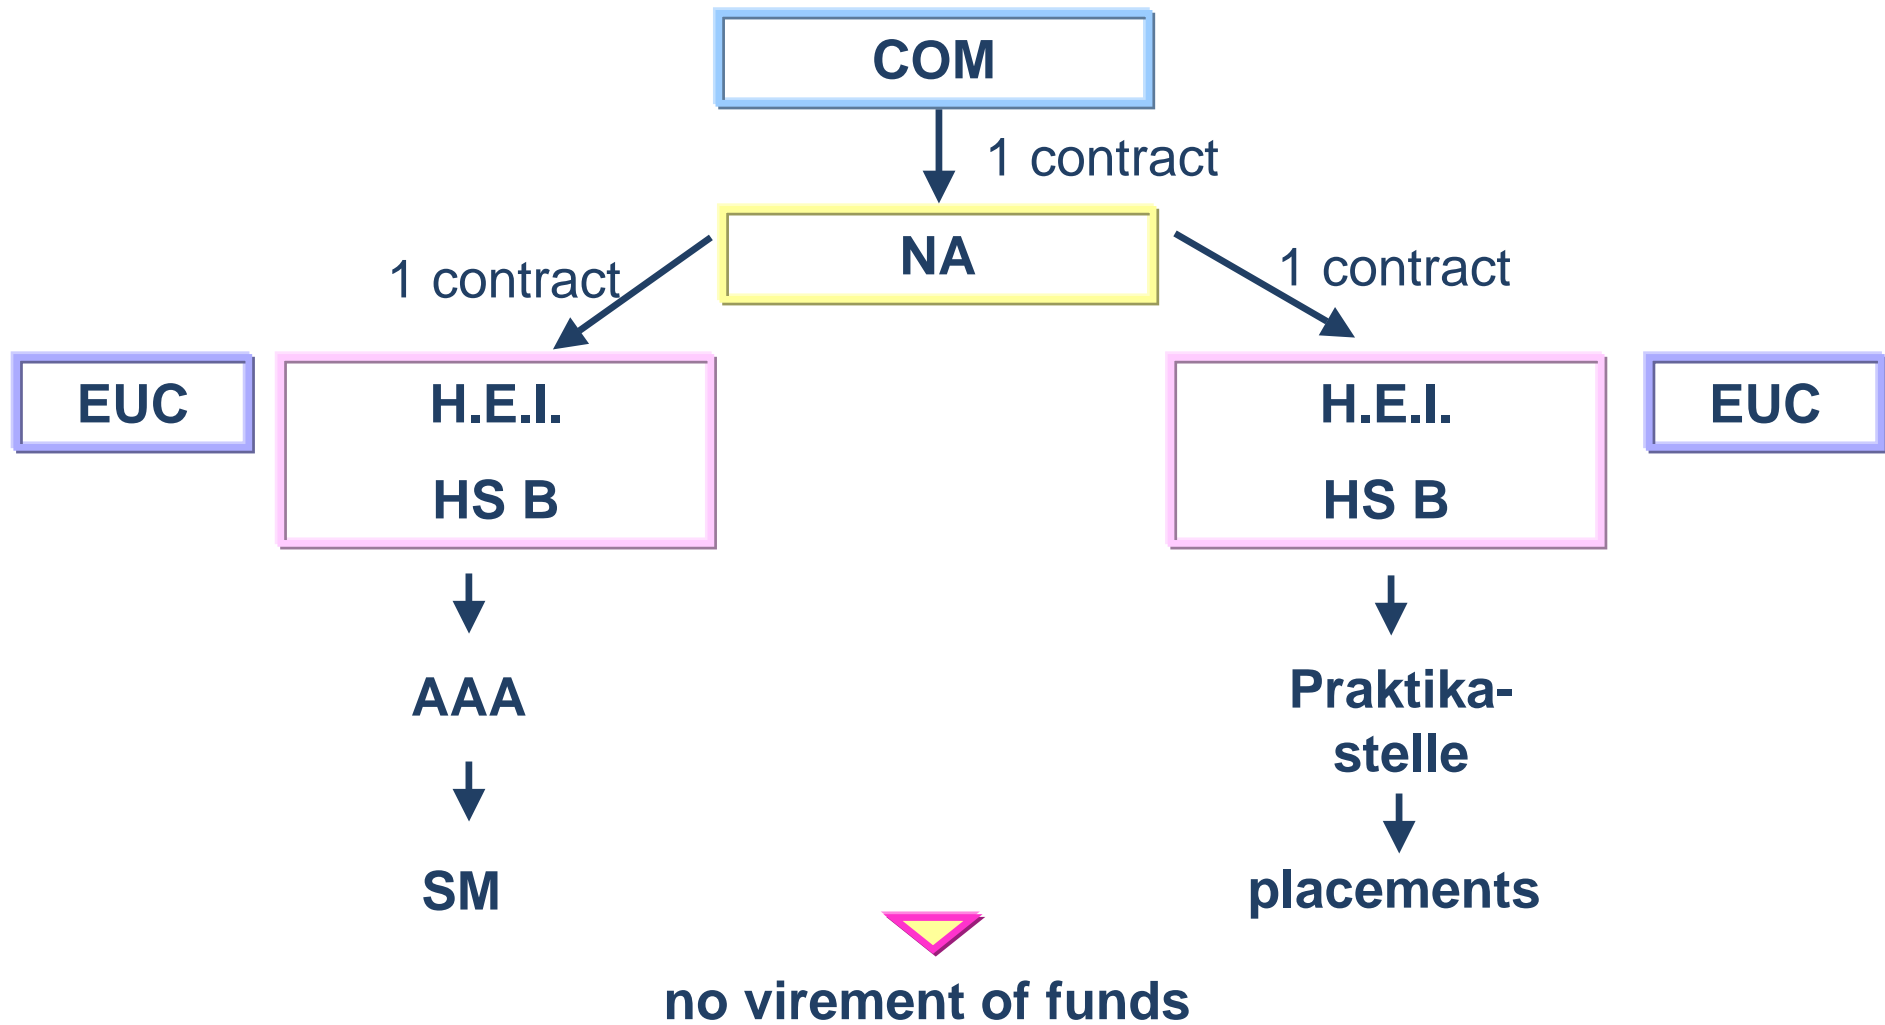 COM
1 contract
NA
1 contract
1 contract
EUC
H.E.I.
HS B
H.E.I.
HS B
EUC
AAA
Praktika-
stelle
SM
placements
no virement of funds